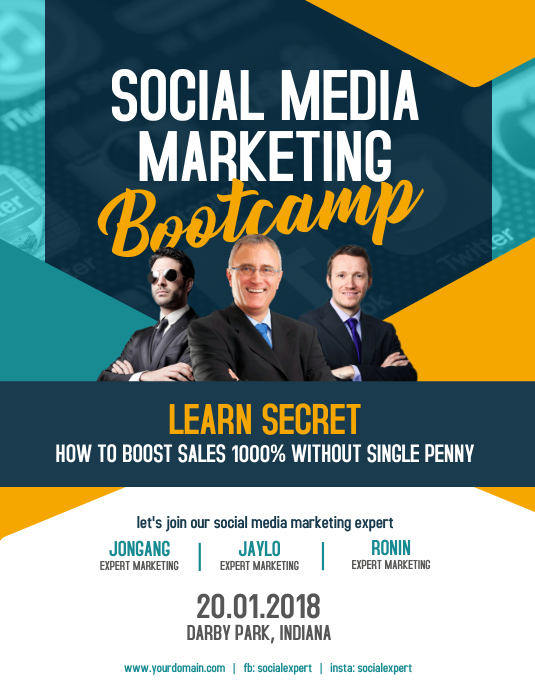 SOCIAL MEDIA
MARKETING
Bootcamp
Twitter
LEARN SECRET
HOW TO BOOST SALES 1000% WITHOUT SINGLE PENNY
let's join our social media marketing expert
JONGANG | JAYLO | RONIN
EXPERT MARKETING EXPERT MARKETING EXPERT MARKETING
20.01.2018
DARBY PARK, INDIANA
www.yourdomain.com | fb: socialexpert | insta: socialexpert